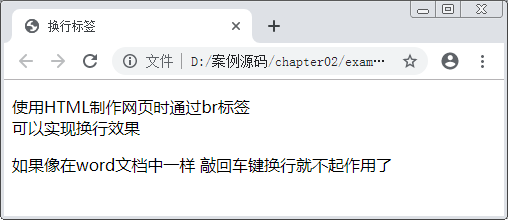 换行标签
文件 | D:/案例源码/chapter02/exam…
使用HTML制作网页时通过br标签
可以实现换行效果
如果像在word文档中一样 敲回车键换行就不起作用了